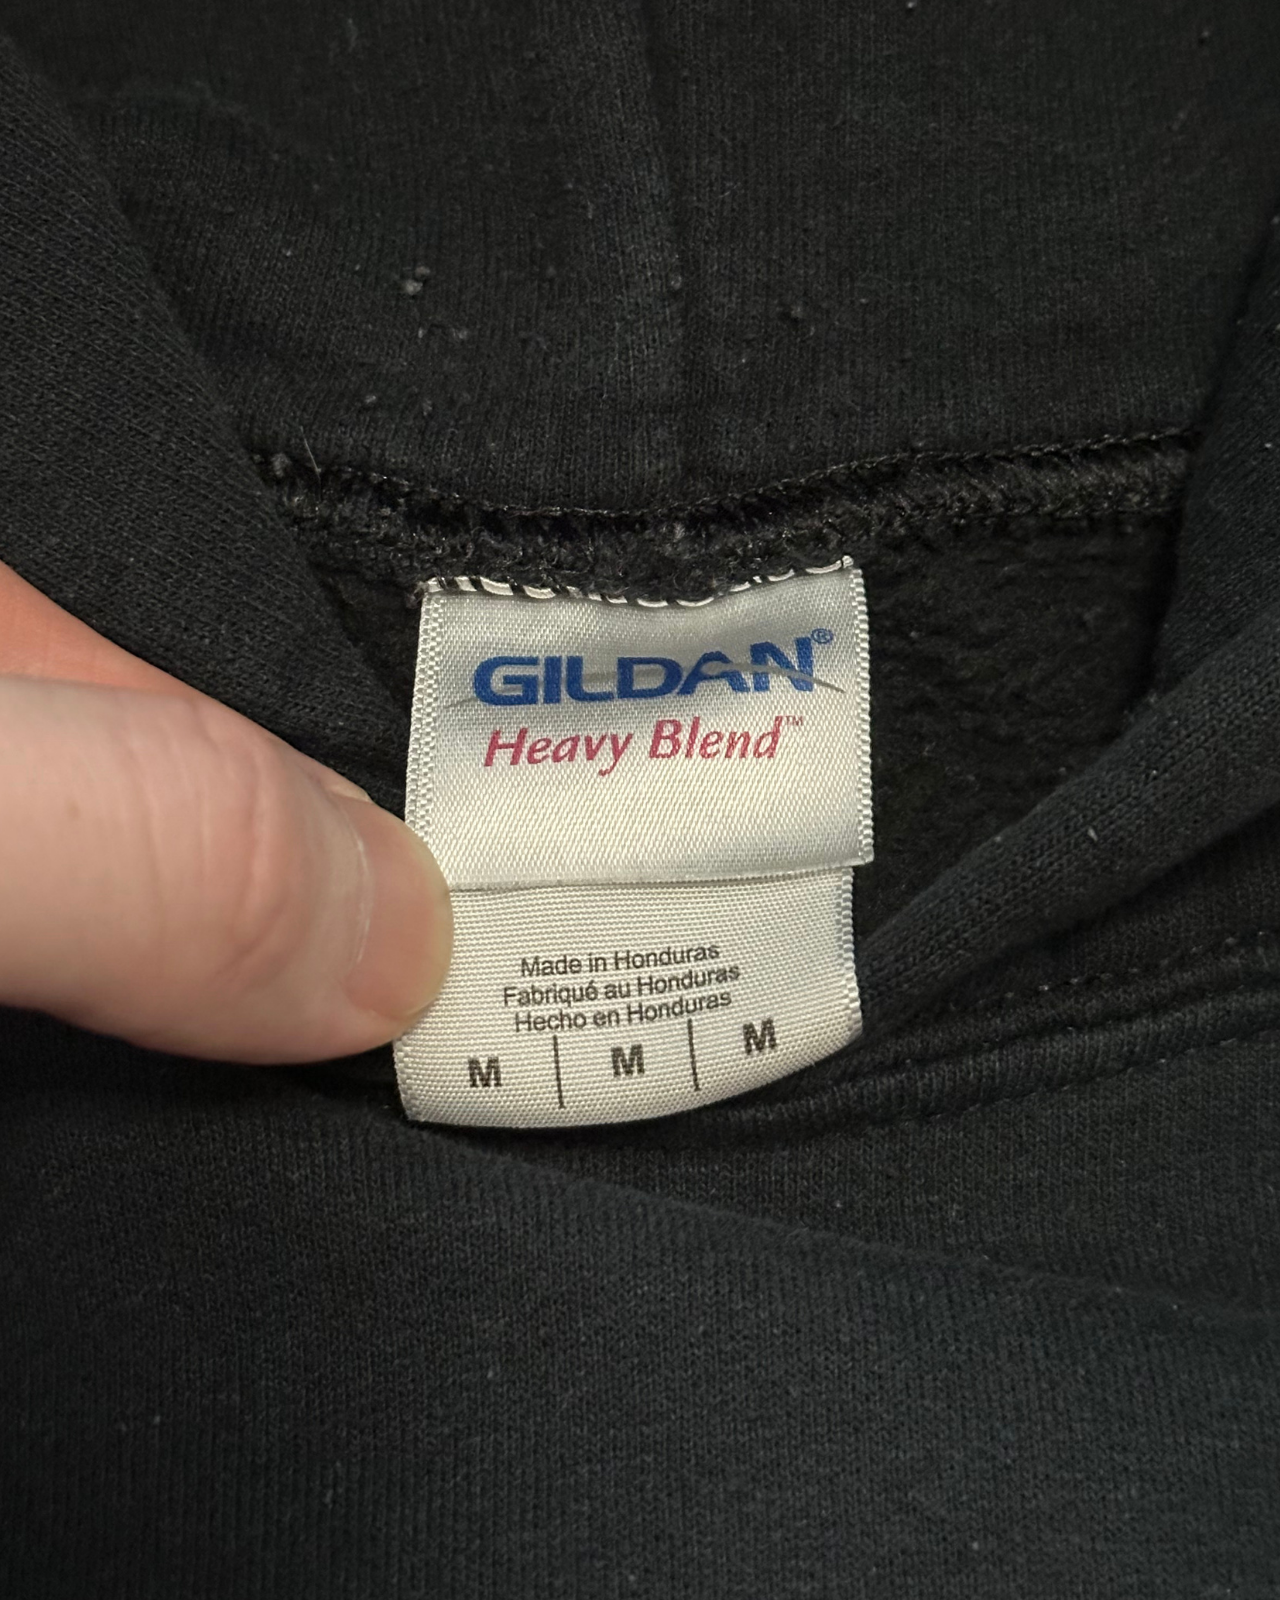 GILDAN®
Heavy Blend™
Made in Honduras
Fabriqué au Honduras
Hecho en Honduras
M | M | M